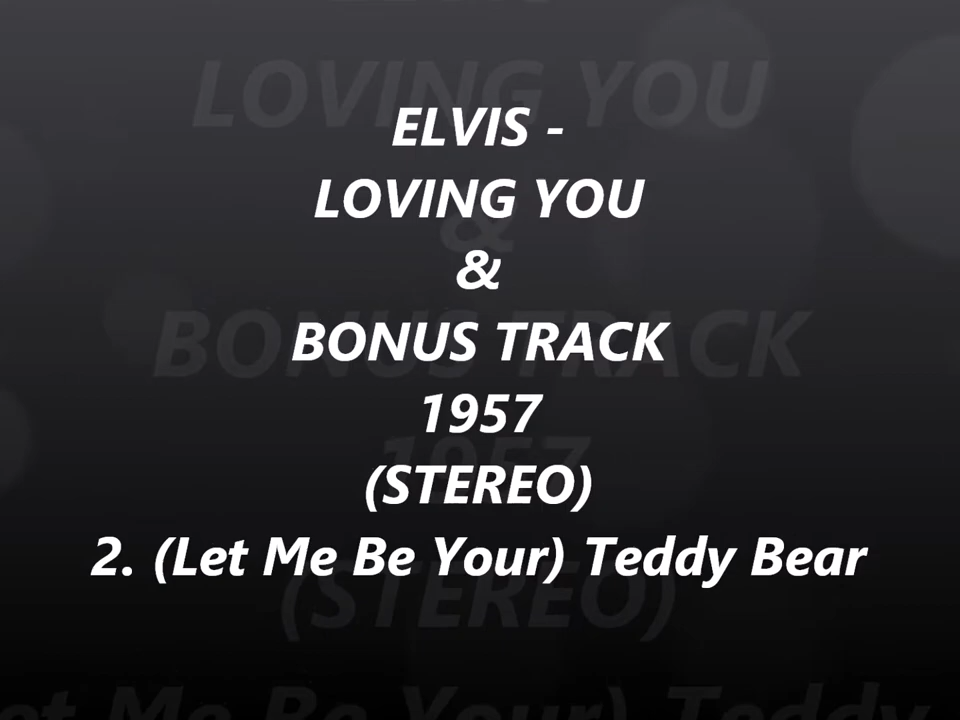 ELVIS -
LOVING YOU
&
BONUS TRACK
1957
(STEREO)
2. (Let Me Be Your) Teddy Bear